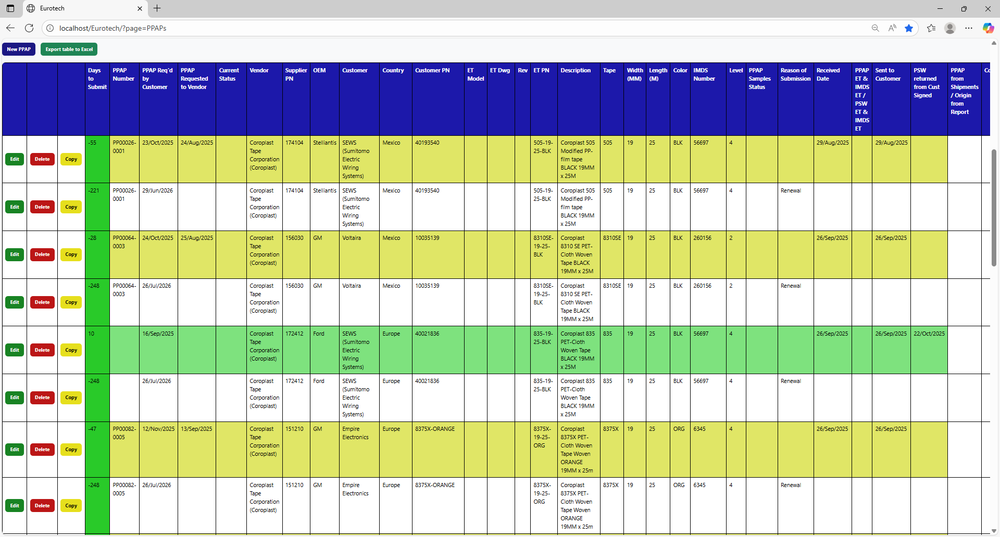 Eurotech
localhost/Eurotech/?page=PPAPs
New PPAP Export table to Excel
Days to Submit PPAP Number PPAP Req'd by Customer PPAP Requested to Vendor Current Status Vendor Supplier PN OEM Customer Country Customer PN ET Model ET Dwg Rev ET PN Description Tape Width (MM) Length (M) Color IMDS Number Level PPAP Samples Status Reason of Submission Received Date PPAP ET & IMDS ET / PSW ET & IMDS ET Sent to Customer PSW returned from Cust Signed PPAP from Shipments / Origin from Report Co
Edit Delete Copy -55 PP00026-0001 23/Oct/2025 24/Aug/2025 Coroplast Tape Corporation (Coroplast) 174104 Stelliantis SEWS (Sumitomo Electric Wiring Systems) Mexico 40193540 505-19-25-BLK Coroplast 505 Modified PP-film tape BLACK 19MM x 25M 505 19 25 BLK 56697 4 29/Aug/2025 29/Aug/2025
Edit Delete Copy -221 PP00026-0001 29/Jun/2026 Coroplast Tape Corporation (Coroplast) 174104 Stelliantis SEWS (Sumitomo Electric Wiring Systems) Mexico 40193540 505-19-25-BLK Coroplast 505 Modified PP-film tape BLACK 19MM x 25M 505 19 25 BLK 56697 4 Renewal
Edit Delete Copy -28 PP00064-0003 24/Oct/2025 25/Aug/2025 Coroplast Tape Corporation (Coroplast) 156030 GM Voltaira Mexico 10035139 8310SE-19-25-BLK Coroplast 8310 SE PET-Cloth Woven Tape BLACK 19MM x 25M 8310SE 19 25 BLK 260156 2 26/Sep/2025 26/Sep/2025
Edit Delete Copy -248 PP00064-0003 26/Jul/2026 Coroplast Tape Corporation (Coroplast) 156030 GM Voltaira Mexico 10035139 8310SE-19-25-BLK Coroplast 8310 SE PET-Cloth Woven Tape BLACK 19MM x 25M 8310SE 19 25 BLK 260156 2 Renewal
Edit Delete Copy 10 16/Sep/2025 Coroplast Tape Corporation (Coroplast) 172412 Ford SEWS (Sumitomo Electric Wiring Systems) Europe 40021836 835-19-25-BLK Coroplast 835 PET-Cloth Woven Tape BLACK 19MM x 25M 835 19 25 BLK 56697 4 26/Sep/2025 26/Sep/2025 22/Oct/2025
Edit Delete Copy -248 26/Jul/2026 Coroplast Tape Corporation (Coroplast) 172412 Ford SEWS (Sumitomo Electric Wiring Systems) Europe 40021836 835-19-25-BLK Coroplast 835 PET-Cloth Woven Tape BLACK 19MM x 25M 835 19 25 BLK 56697 4 Renewal
Edit Delete Copy -47 PP00082-0005 12/Nov/2025 13/Sep/2025 Coroplast Tape Corporation (Coroplast) 151210 GM Empire Electronics Europe 8375X-ORANGE 8375X-19-25-ORG Coroplast 8375X PET-Cloth Woven Tape Woven ORANGE 19MM x 25m 8375X 19 25 ORG 6345 4 26/Sep/2025 26/Sep/2025
Edit Delete Copy -248 PP00082-0005 26/Jul/2026 Coroplast Tape Corporation (Coroplast) 151210 GM Empire Electronics Europe 8375X-ORANGE 8375X-19-25-ORG Coroplast 8375X PET-Cloth Woven Tape Woven ORANGE 19MM x 25m 8375X 19 25 ORG 6345 4 Renewal